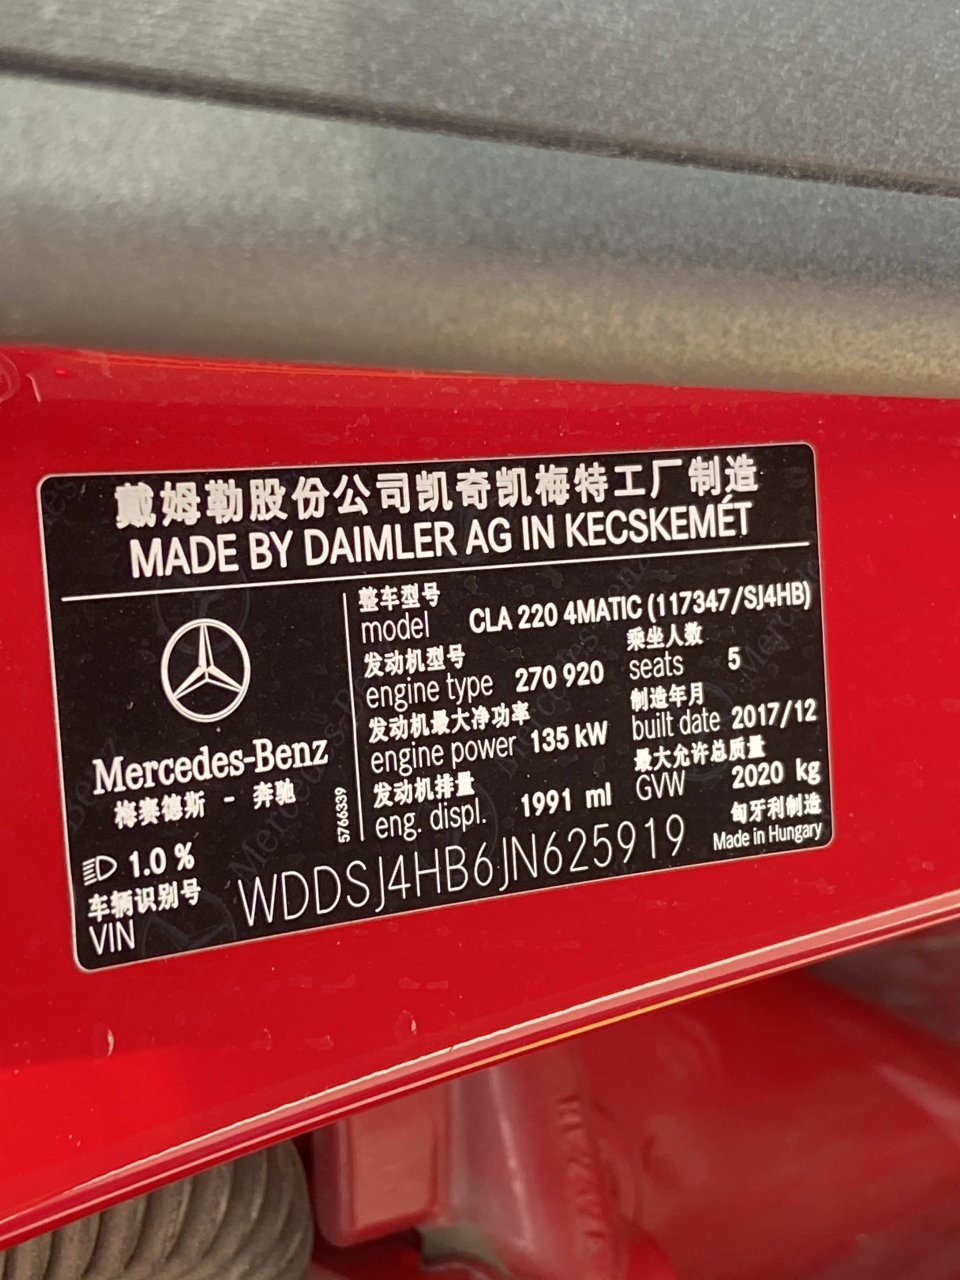 戴姆勒股份公司凯奇凯梅特工厂制造
MADE BY DAIMLER AG IN KECSKEMÉT
Mercedes-Benz
梅赛德斯 - 奔驰
1.0 %
5766339
整车型号
model CLA 220 4MATIC (117347/SJ4HB)
发动机型号 乘坐人数
engine type 270 920 seats 5
发动机最大净功率 制造年月
engine power 135 kW built date 2017/12
发动机排量 最大允许总质量
eng. displ. 1991 ml GVW 2020 kg
匈牙利制造
Made in Hungary
车辆识别号
VIN WDDSJ4HB6JN625919